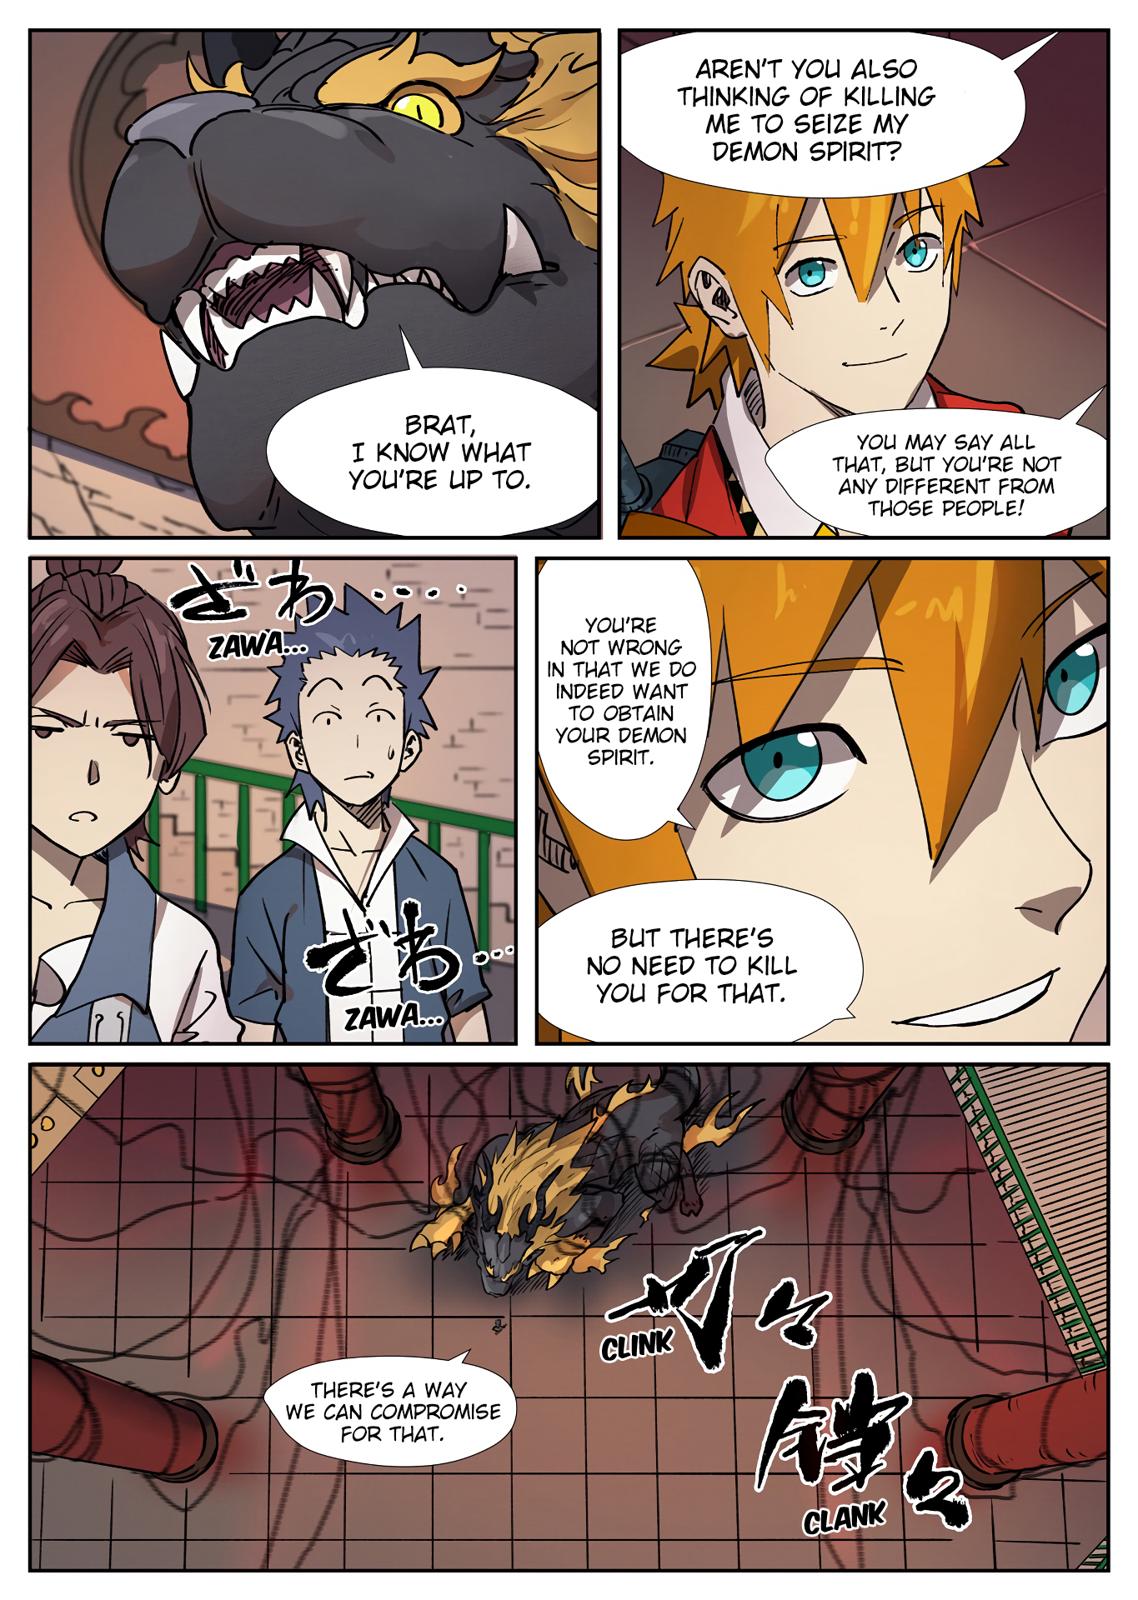 BRAT,
I KNOW WHAT
YOU'RE UP TO.
AREN'T YOU ALSO
THINKING OF KILLING
ME TO SEIZE MY
DEMON SPIRIT?
YOU MAY SAY ALL
THAT, BUT YOU'RE NOT
ANY DIFFERENT FROM
THOSE PEOPLE!
ざわ....
ZAWA...
ざわ...
ZAWA...
YOU'RE
NOT WRONG
IN THAT WE DO
INDEED WANT
TO OBTAIN
YOUR DEMON
SPIRIT.
BUT THERE'S
NO NEED TO KILL
YOU FOR THAT.
CLINK
THERE'S A WAY
WE CAN COMPROMISE
FOR THAT.
CLANK